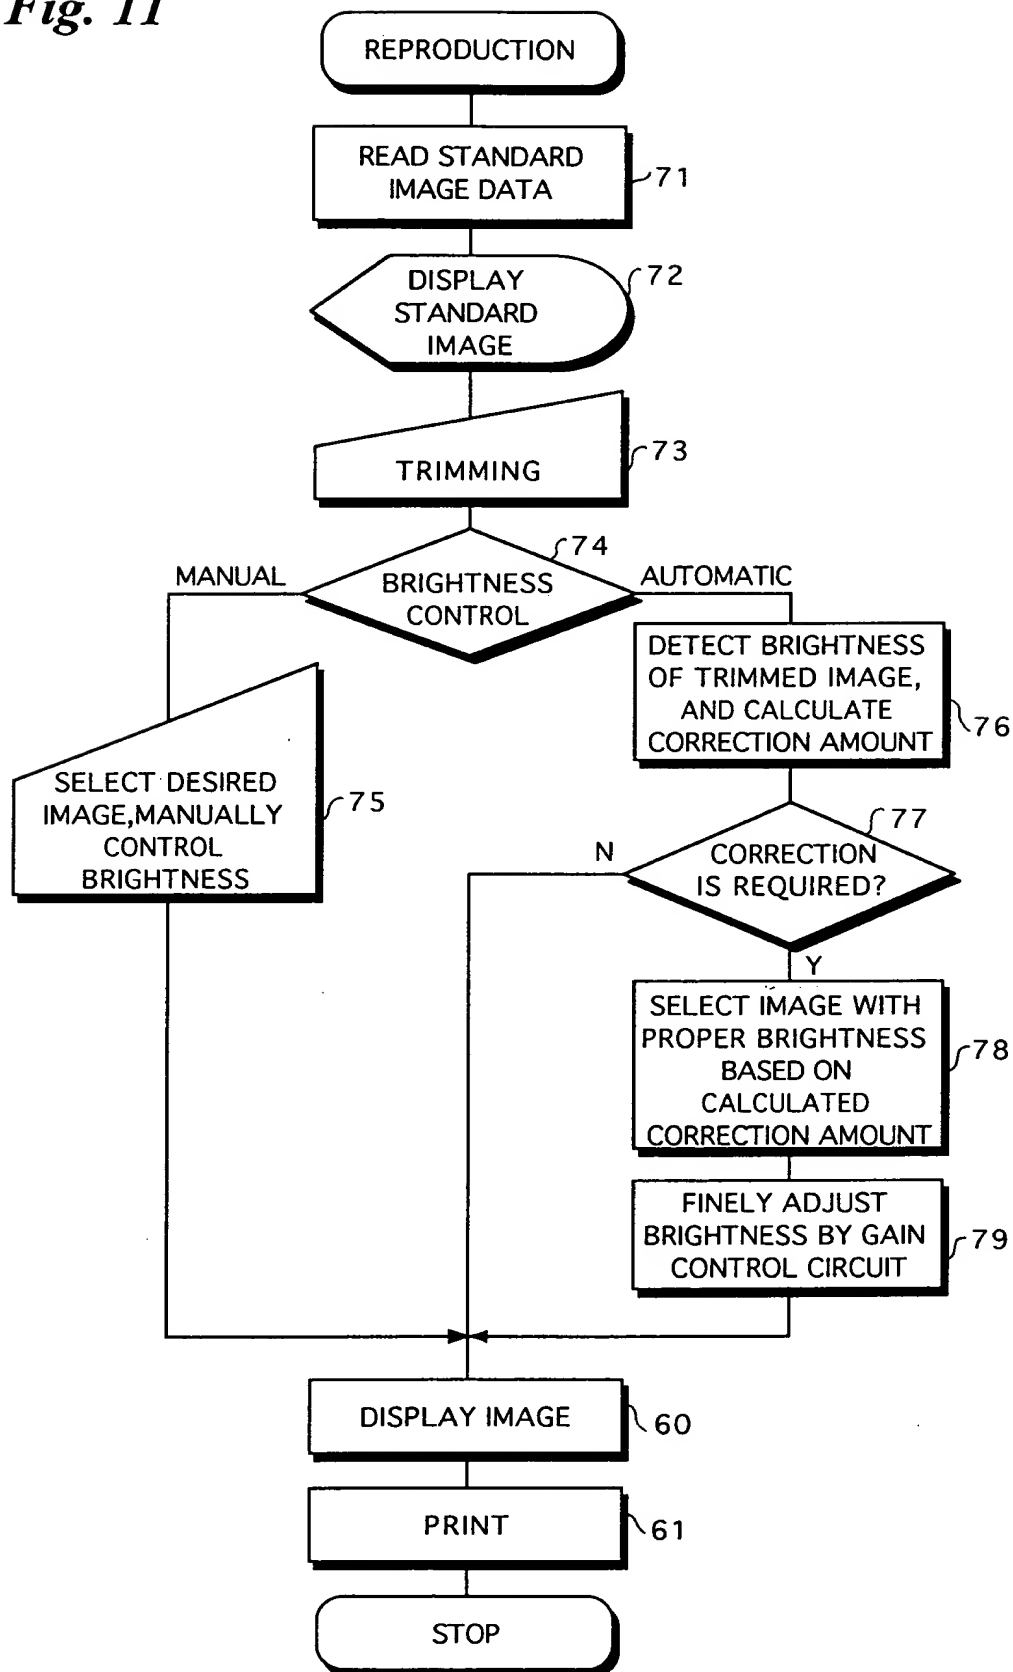 Fig. 11
REPRODUCTION
READ STANDARD
IMAGE DATA
71
DISPLAY
STANDARD
IMAGE
72
TRIMMING
73
BRIGHTNESS
CONTROL
74
MANUAL
AUTOMATIC
SELECT DESIRED
IMAGE,MANUALLY
CONTROL
BRIGHTNESS
75
DETECT BRIGHTNESS
OF TRIMMED IMAGE,
AND CALCULATE
CORRECTION AMOUNT
76
CORRECTION
IS REQUIRED?
77
N
Y
SELECT IMAGE WITH
PROPER BRIGHTNESS
BASED ON
CALCULATED
CORRECTION AMOUNT
78
FINELY ADJUST
BRIGHTNESS BY GAIN
CONTROL CIRCUIT
79
DISPLAY IMAGE
60
PRINT
61
STOP